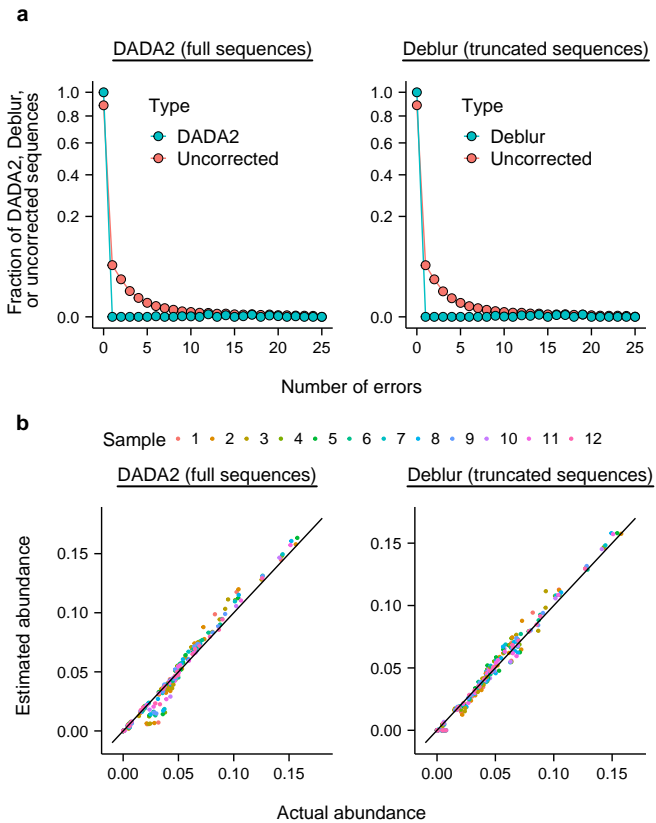 a
DADA2 (full sequences)
Deblur (truncated sequences)
Fraction of DADA2, Deblur,
or uncorrected sequences
1.0
0.8
0.6
0.4
0.2
0.0
Type
DADA2
Uncorrected
0 5 10 15 20 25
1.0
0.8
0.6
0.4
0.2
0.0
Type
Deblur
Uncorrected
0 5 10 15 20 25
Number of errors
b
Sample 1 2 3 4 5 6 7 8 9 10 11 12
DADA2 (full sequences)
Deblur (truncated sequences)
Estimated abundance
0.15
0.10
0.05
0.00
0.00 0.05 0.10 0.15
0.15
0.10
0.05
0.00
0.00 0.05 0.10 0.15
Actual abundance